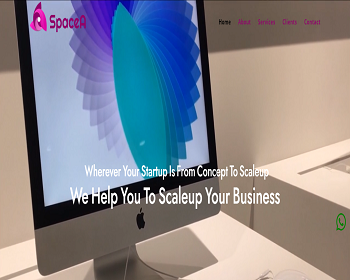 SpaceR
Home About Services Clients Contact
Wherever Your Startup Is From Concept To Scaleup
We Help You To Scaleup Your Business